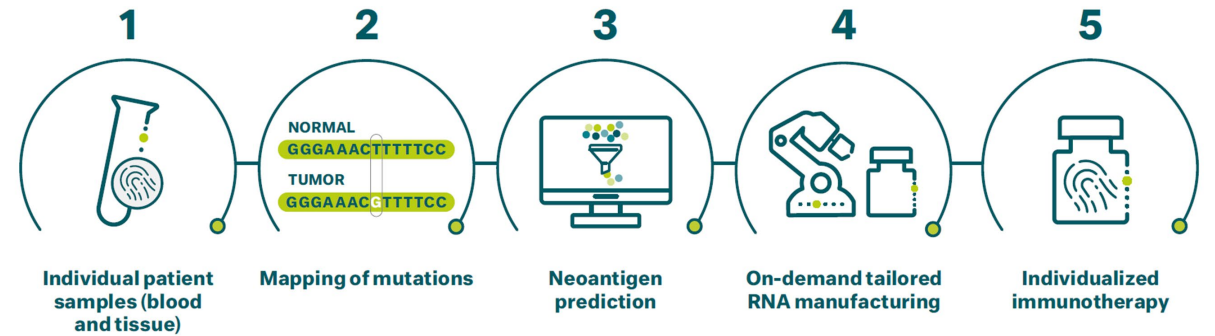 1
2
3
4
5
NORMAL
GGGAAACTTTTTCC
TUMOR
GGGAAACGTTTTCC
Individual patient
samples (blood
and tissue)
Mapping of mutations
Neoantigen
prediction
On-demand tailored
RNA manufacturing
Individualized
immunotherapy